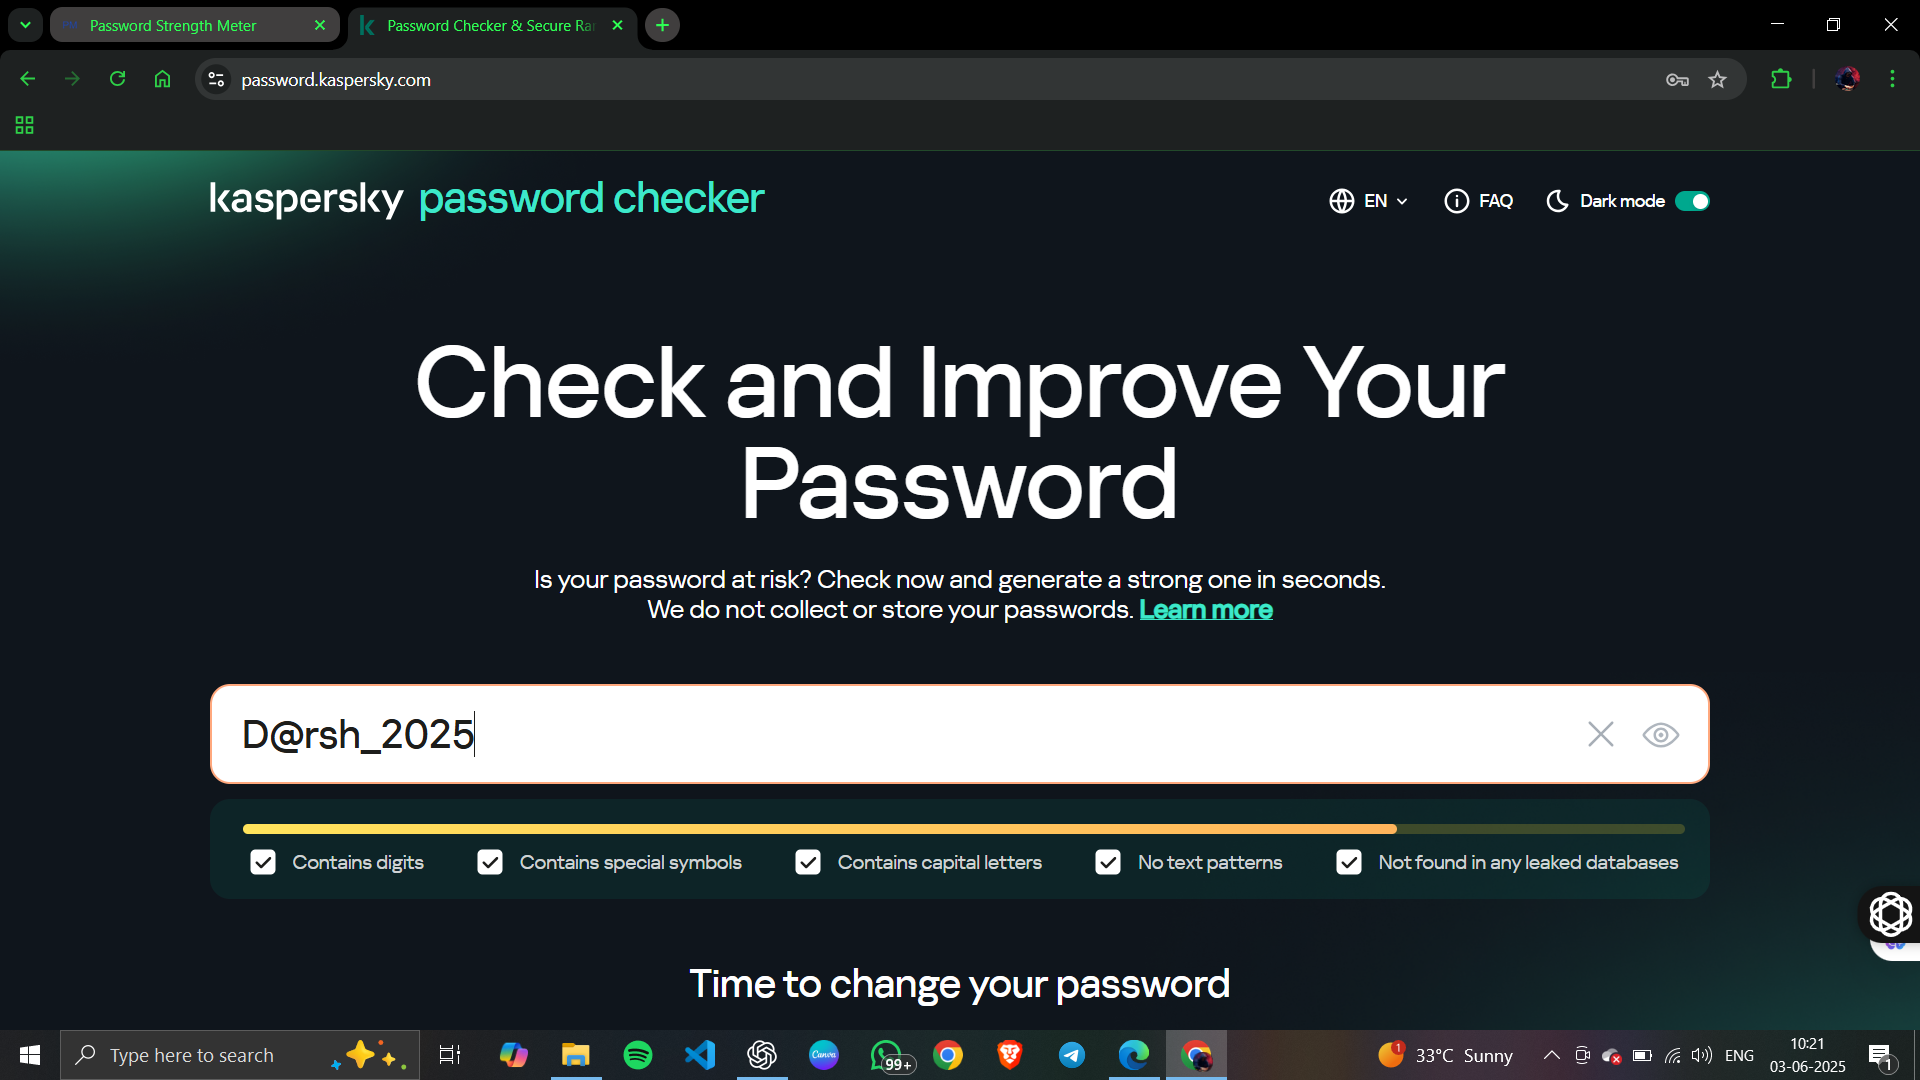 Password Strength Meter
Password Checker & Secure Ra
password.kaspersky.com
kaspersky password checker
EN
FAQ
Dark mode
Check and Improve Your
Password
Is your password at risk? Check now and generate a strong one in seconds.
We do not collect or store your passwords. Learn more
D@rsh_2025
Contains digits
Contains special symbols
Contains capital letters
No text patterns
Not found in any leaked databases
Time to change your password
Type here to search
Canva
99+
1
33°C Sunny
ENG
10:21
03-06-2025
1